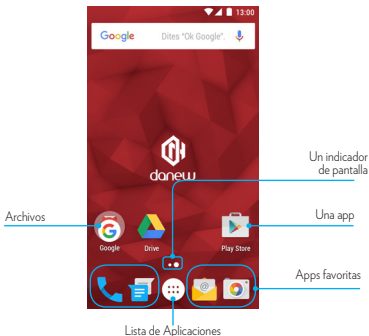 13:00
Google Dites "Ok Google".
danew
Un indicador
de pantalla
Archivos
Una app
Google Drive Play Store
Apps favoritas
Lista de Aplicaciones